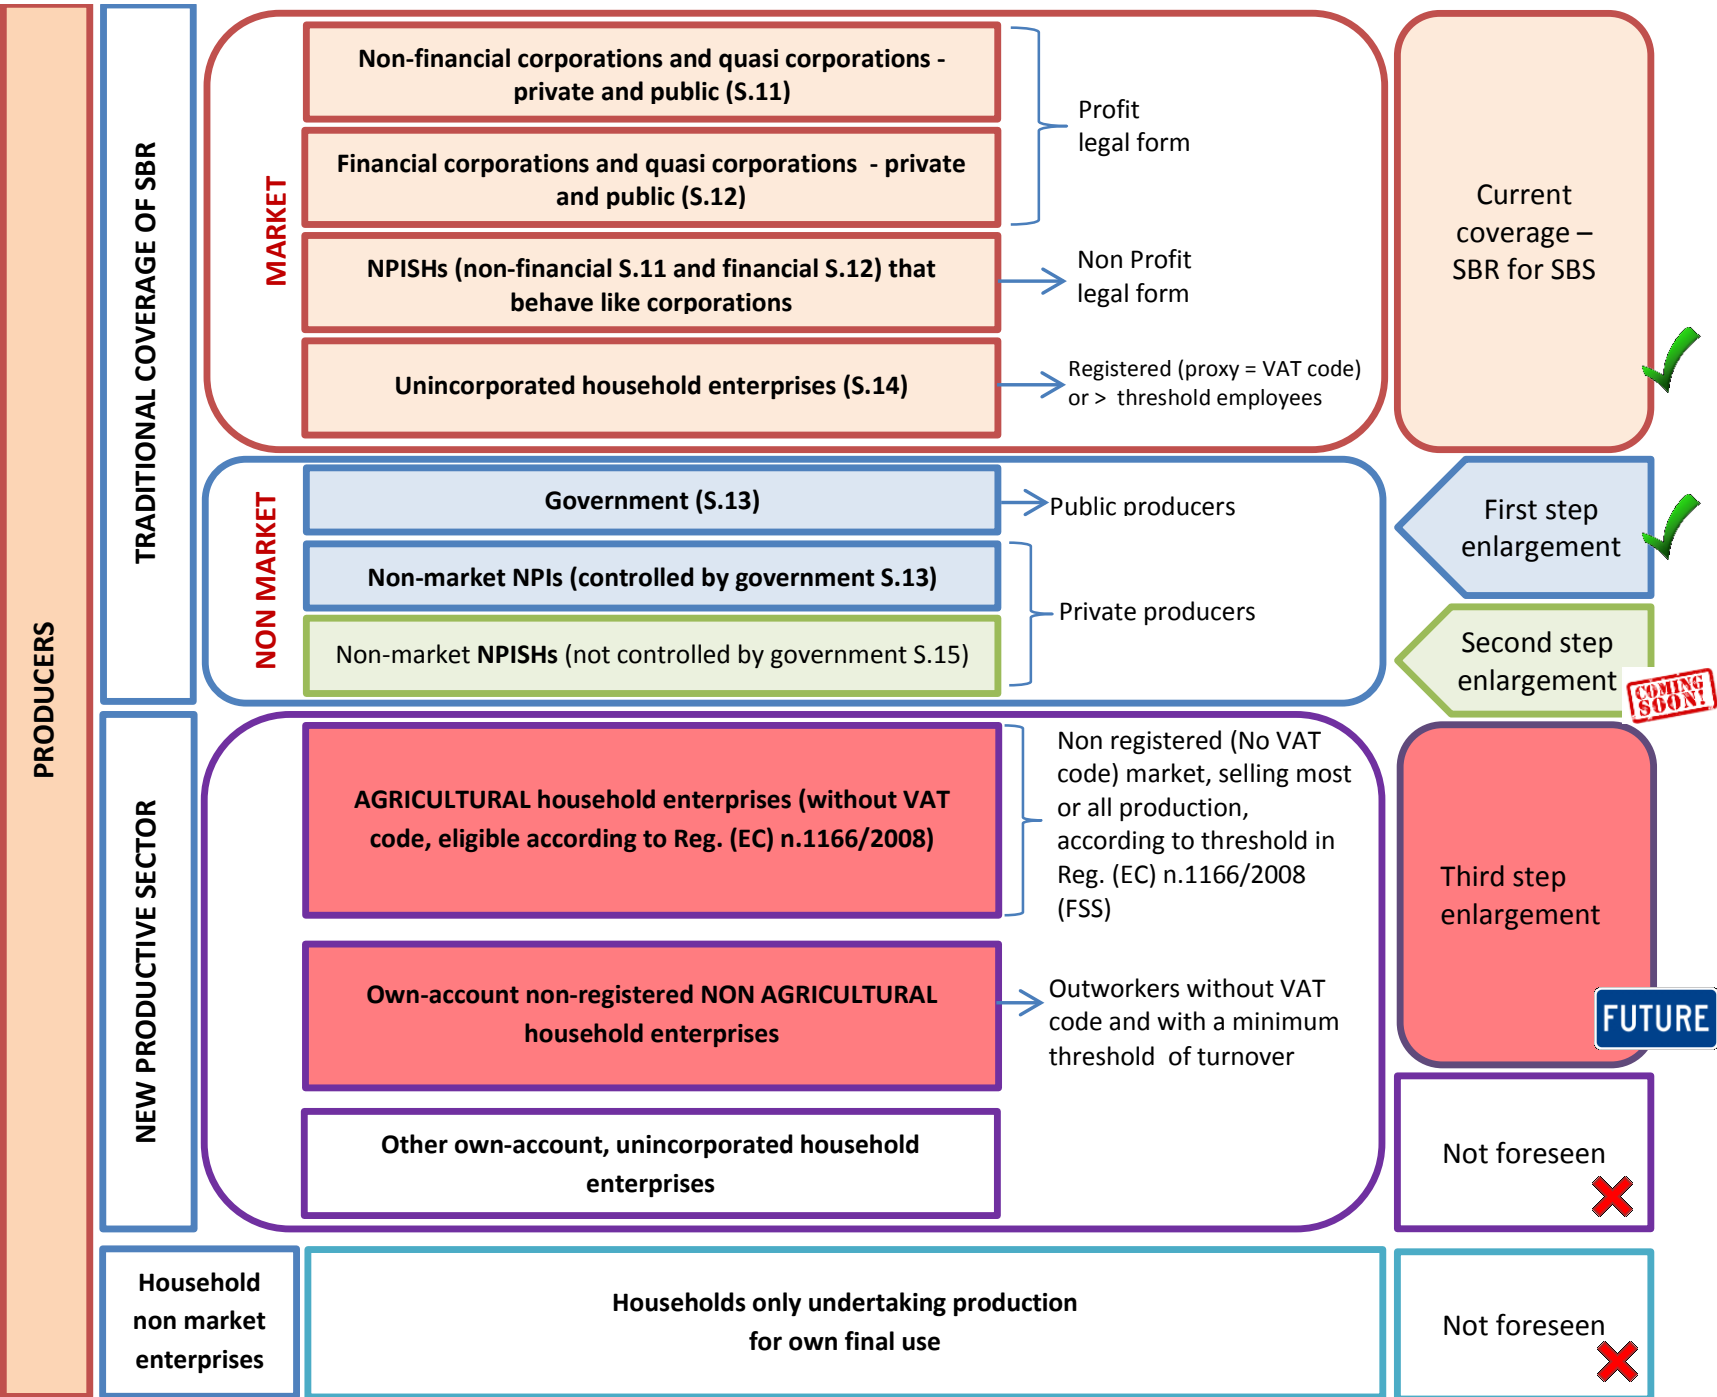 PRODUCERS
TRADITIONAL COVERAGE OF SBR
MARKET
Non-financial corporations and quasi corporations -
private and public (S.11)
Financial corporations and quasi corporations - private
and public (S.12)
Profit
legal form
NPISHs (non-financial S.11 and financial S.12) that
behave like corporations
Non Profit
legal form
Unincorporated household enterprises (S.14)
Registered (proxy = VAT code)
or > threshold employees
Current
coverage –
SBR for SBS
NON MARKET
Government (S.13)
Public producers
Non-market NPIs (controlled by government S.13)
Non-market NPISHs (not controlled by government S.15)
Private producers
First step
enlargement
Second step
enlargement
COMING
SOON!
NEW PRODUCTIVE SECTOR
AGRICULTURAL household enterprises (without VAT
code, eligible according to Reg. (EC) n.1166/2008)
Non registered (No VAT
code) market, selling most
or all production,
according to threshold in
Reg. (EC) n.1166/2008
(FSS)
Own-account non-registered NON AGRICULTURAL
household enterprises
Outworkers without VAT
code and with a minimum
threshold of turnover
Third step
enlargement
FUTURE
Other own-account, unincorporated household
enterprises
Not foreseen
Household
non market
enterprises
Households only undertaking production
for own final use
Not foreseen